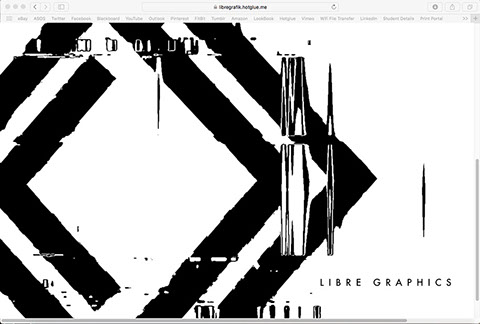 libregrafik.hotglue.me
eBay ASOS Twitter Facebook Blackboard YouTube Outlook Pinterest Tumblr Amazon LookBook Hotglue Vimeo WiFi File Transfer LinkedIn Student Details Print Portal
LIBRE GRAPHICS